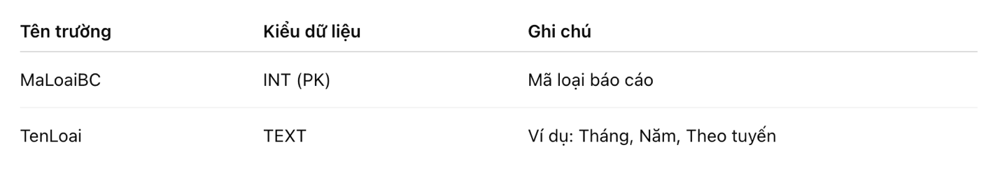 Tên trường Kiểu dữ liệu Ghi chú
MaLoaiBC INT (PK) Mã loại báo cáo
TenLoai TEXT Ví dụ: Tháng, Năm, Theo tuyến